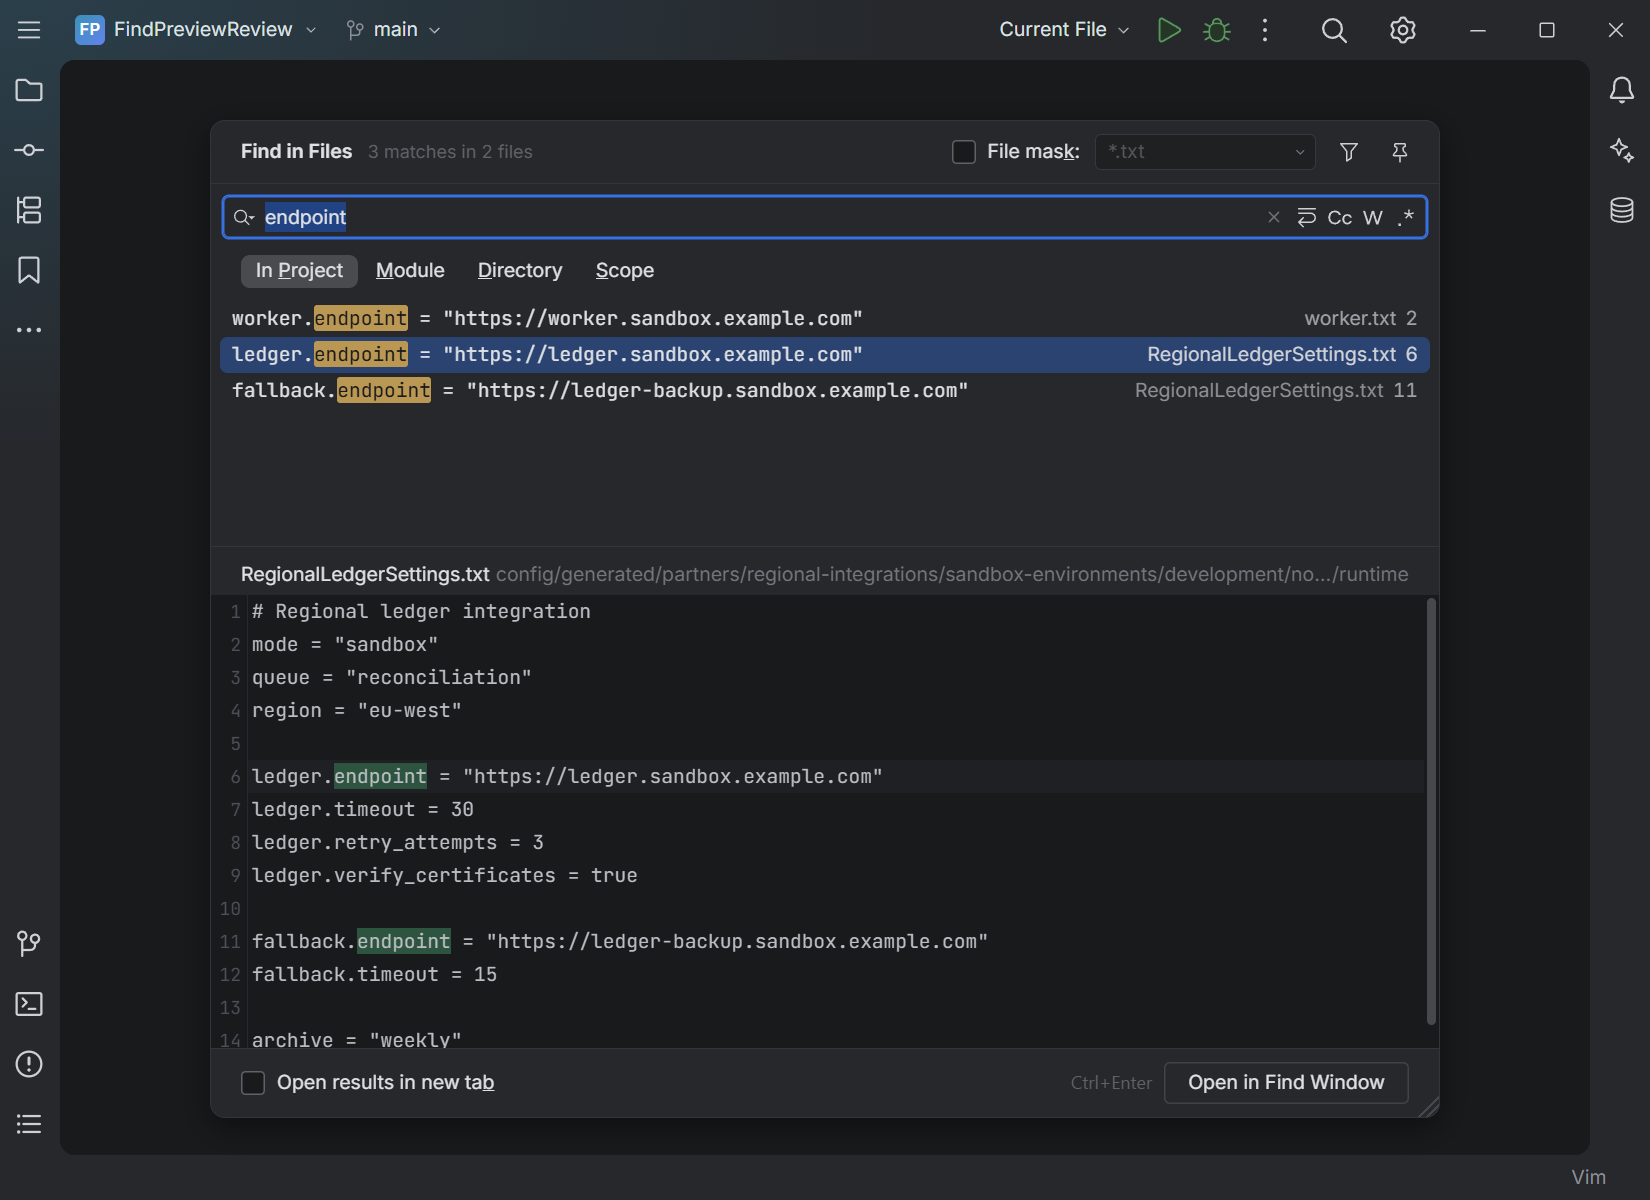 FP FindPreviewReview main Current File
Find in Files 3 matches in 2 files File mask: *.txt
endpoint Cc W .*
In Project Module Directory Scope
worker.endpoint = "https://worker.sandbox.example.com" worker.txt 2
ledger.endpoint = "https://ledger.sandbox.example.com" RegionalLedgerSettings.txt 6
fallback.endpoint = "https://ledger-backup.sandbox.example.com" RegionalLedgerSettings.txt 11
RegionalLedgerSettings.txt config/generated/partners/regional-integrations/sandbox-environments/development/no.../runtime
1 # Regional ledger integration
2 mode = "sandbox"
3 queue = "reconciliation"
4 region = "eu-west"
5
6 ledger.endpoint = "https://ledger.sandbox.example.com"
7 ledger.timeout = 30
8 ledger.retry_attempts = 3
9 ledger.verify_certificates = true
10
11 fallback.endpoint = "https://ledger-backup.sandbox.example.com"
12 fallback.timeout = 15
13
14 archive = "weekly"
Open results in new tab Ctrl+Enter Open in Find Window
Vim